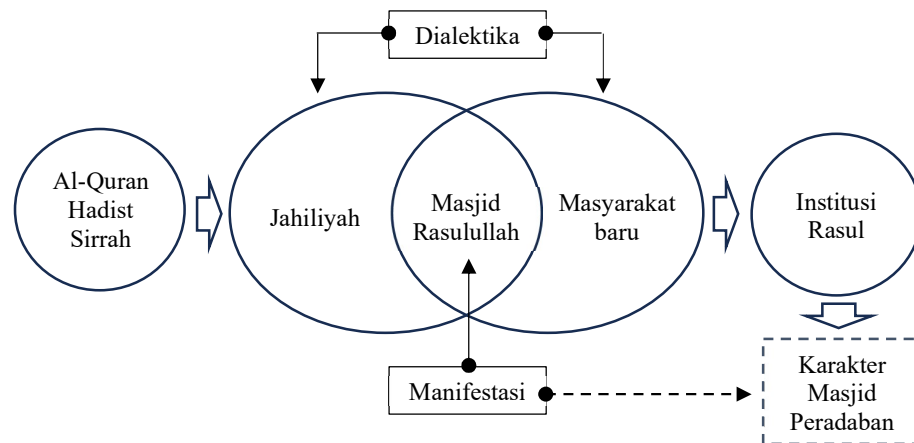 Dialektika
Al-Quran
Hadist
Sirrah
Jahiliyah
Masjid
Rasulullah
Masyarakat
baru
Institusi
Rasul
Manifestasi
Karakter
Masjid
Peradaban